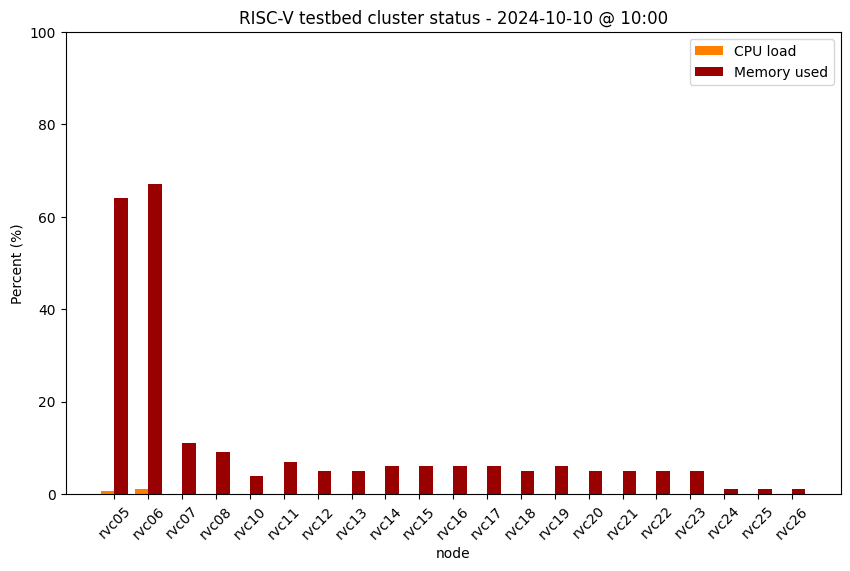 RISC-V testbed cluster status - 2024-10-10 @ 10:00
CPU load
Memory used
Percent (%)
100
80
60
40
20
0
rvc05 rvc06 rvc07 rvc08 rvc10 rvc11 rvc12 rvc13 rvc14 rvc15 rvc16 rvc17 rvc18 rvc19 rvc20 rvc21 rvc22 rvc23 rvc24 rvc25 rvc26
node